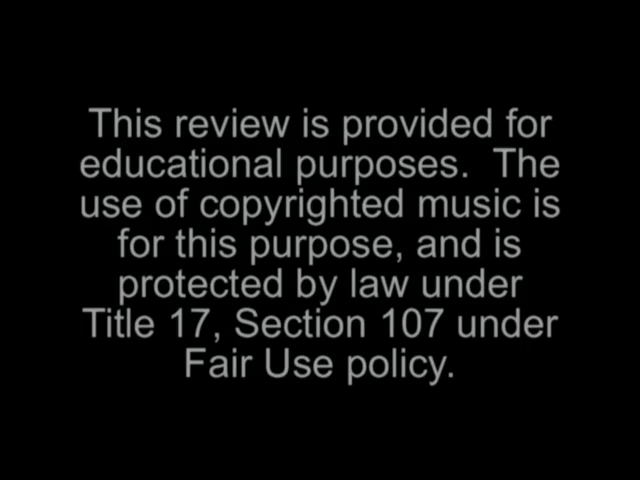 This review is provided for
educational purposes.  The
use of copyrighted music is
for this purpose, and is
protected by law under
Title 17, Section 107 under
Fair Use policy.